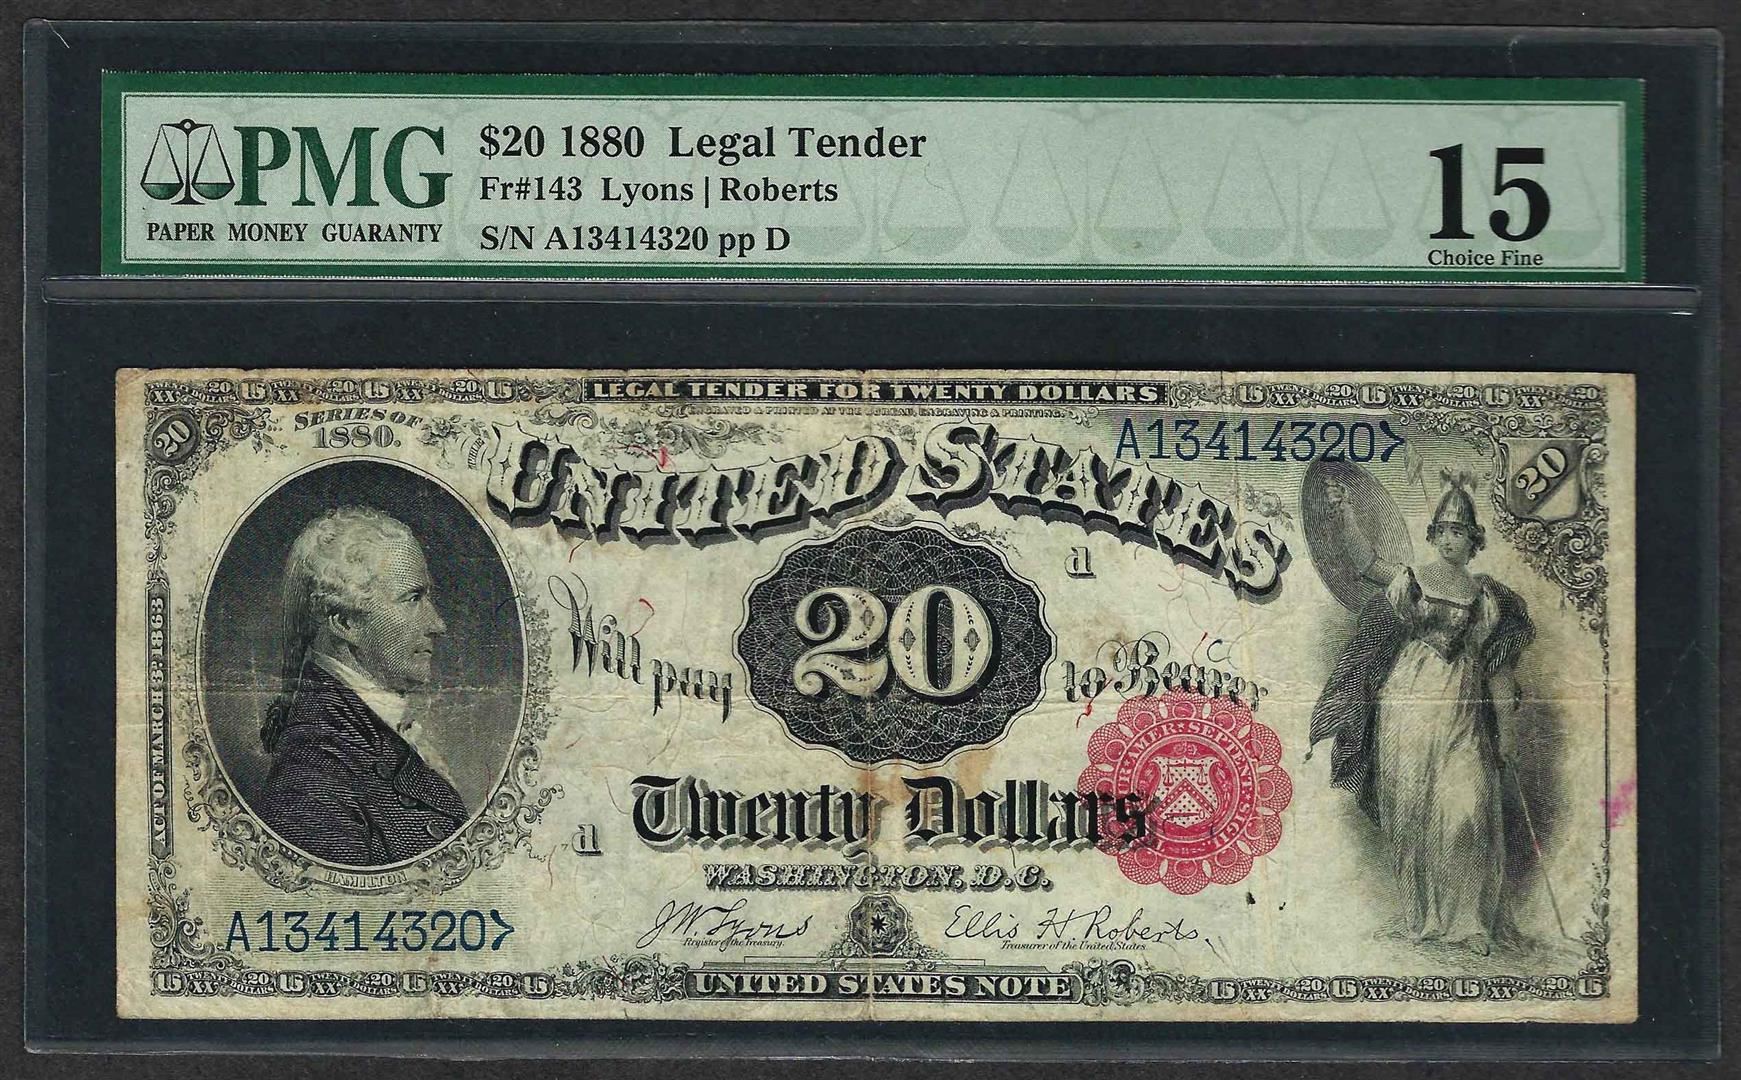 PMG
PAPER MONEY GUARANTY
$20 1880 Legal Tender
Fr#143 Lyons | Roberts
S/N A13414320 pp D
15
Choice Fine
LEGAL TENDER FOR TWENTY DOLLARS
ENGRAVED & PRINTED AT THE BUREAU, ENGRAVING & PRINTING.
SERIES OF
1880.
20
THE
UNITED STATES
A13414320
20
d
ACT OF MARCH 3RD 1863
Will pay
20
to Bearer
C
HAMILTON
d
Twenty Dollars
WASHINGTON, D.C.
A13414320
J.W. Lyons
Register of the Treasury.
Ellis H. Roberts.
Treasurer of the United States.
UNITED STATES NOTE